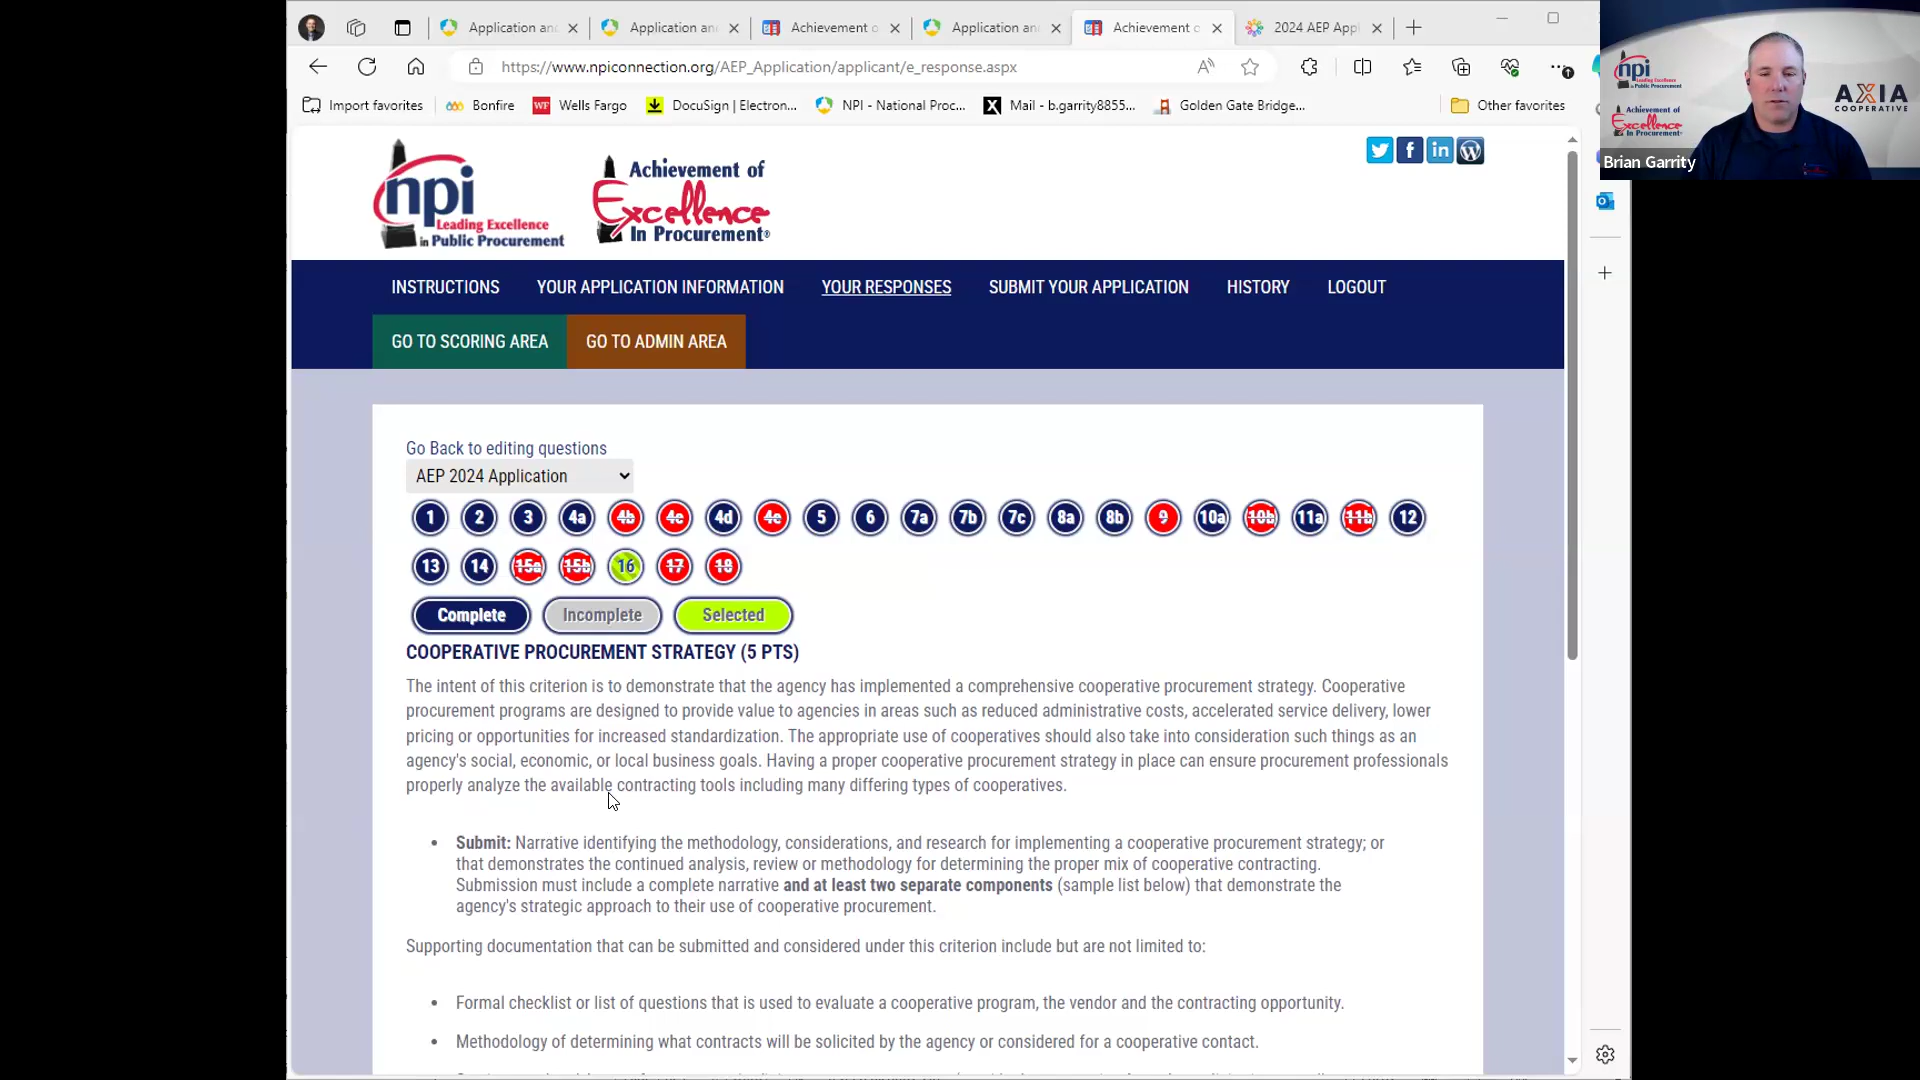 Application an
Application an
Achievement o
Application an
Achievement o
2024 AEP Appl
https://www.npiconnection.org/AEP_Application/applicant/e_response.aspx
Import favorites
Bonfire
WF
Wells Fargo
DocuSign | Electron...
NPI - National Proc...
X
Mail - b.garrity8855...
Golden Gate Bridge...
Other favorites
npi
Leading Excellence
in Public Procurement
Achievement of
Excellence
In Procurement®
AXIA
COOPERATIVE
Brian Garrity
npi
Leading Excellence
in Public Procurement
Achievement of
Excellence
In Procurement®
INSTRUCTIONS
YOUR APPLICATION INFORMATION
YOUR RESPONSES
SUBMIT YOUR APPLICATION
HISTORY
LOGOUT
GO TO SCORING AREA
GO TO ADMIN AREA
Go Back to editing questions
AEP 2024 Application
1 2 3 4a 4b 4c 4d 4e 5 6 7a 7b 7c 8a 8b 9 10a 10b 11a 11b 12
13 14 15a 15b 16 17 18
Complete Incomplete Selected
COOPERATIVE PROCUREMENT STRATEGY (5 PTS)
The intent of this criterion is to demonstrate that the agency has implemented a comprehensive cooperative procurement strategy. Cooperative
procurement programs are designed to provide value to agencies in areas such as reduced administrative costs, accelerated service delivery, lower
pricing or opportunities for increased standardization. The appropriate use of cooperatives should also take into consideration such things as an
agency's social, economic, or local business goals. Having a proper cooperative procurement strategy in place can ensure procurement professionals
properly analyze the available contracting tools including many differing types of cooperatives.
• Submit: Narrative identifying the methodology, considerations, and research for implementing a cooperative procurement strategy; or
that demonstrates the continued analysis, review or methodology for determining the proper mix of cooperative contracting.
Submission must include a complete narrative and at least two separate components (sample list below) that demonstrate the
agency's strategic approach to their use of cooperative procurement.
Supporting documentation that can be submitted and considered under this criterion include but are not limited to:
• Formal checklist or list of questions that is used to evaluate a cooperative program, the vendor and the contracting opportunity.
• Methodology of determining what contracts will be solicited by the agency or considered for a cooperative contact.